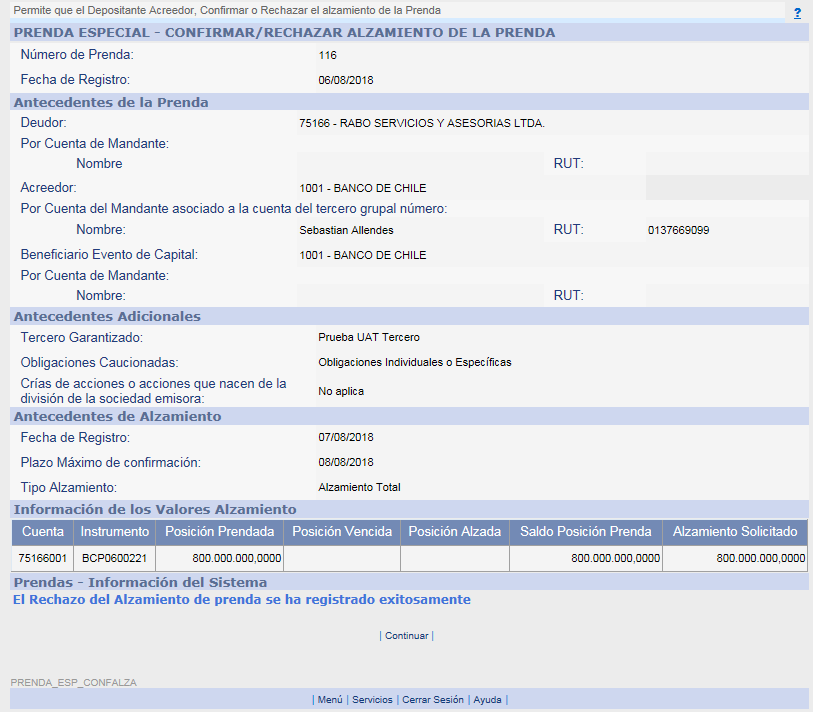 Permite que el Depositante Acreedor, Confirmar o Rechazar el alzamiento de la Prenda
?
PRENDA ESPECIAL - CONFIRMAR/RECHAZAR ALZAMIENTO DE LA PRENDA
Número de Prenda: 116
Fecha de Registro: 06/08/2018
Antecedentes de la Prenda
Deudor: 75166 - RABO SERVICIOS Y ASESORIAS LTDA.
Por Cuenta de Mandante:
Nombre RUT:
Acreedor: 1001 - BANCO DE CHILE
Por Cuenta del Mandante asociado a la cuenta del tercero grupal número:
Nombre: Sebastian Allendes RUT: 0137669099
Beneficiario Evento de Capital: 1001 - BANCO DE CHILE
Por Cuenta de Mandante:
Nombre: RUT:
Antecedentes Adicionales
Tercero Garantizado: Prueba UAT Tercero
Obligaciones Caucionadas: Obligaciones Individuales o Específicas
Crías de acciones o acciones que nacen de la
división de la sociedad emisora: No aplica
Antecedentes de Alzamiento
Fecha de Registro: 07/08/2018
Plazo Máximo de confirmación: 08/08/2018
Tipo Alzamiento: Alzamiento Total
Información de los Valores Alzamiento
Cuenta Instrumento Posición Prendada Posición Vencida Posición Alzada Saldo Posición Prenda Alzamiento Solicitado
75166001 BCP0600221 800.000.000,0000 800.000.000,0000 800.000.000,0000
Prendas - Información del Sistema
El Rechazo del Alzamiento de prenda se ha registrado exitosamente
| Continuar |
PRENDA_ESP_CONFALZA
| Menú | Servicios | Cerrar Sesión | Ayuda |